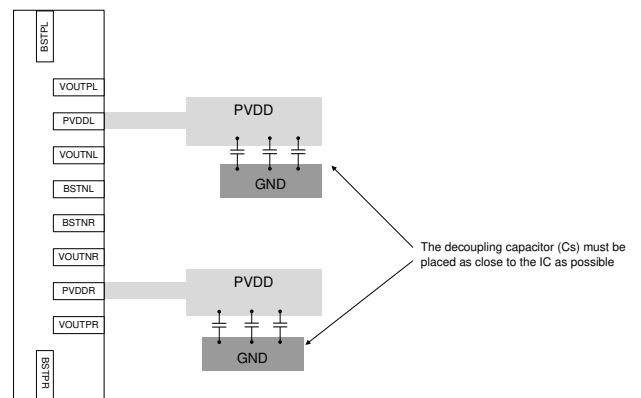 BSTPL
VOUTPL
PVDDL
VOUTNL
BSTNL
BSTNR
VOUTNR
PVDDR
VOUTPR
BSTPR
PVDD
GND
The decoupling capacitor (Cs) must be
placed as close to the IC as possible
PVDD
GND